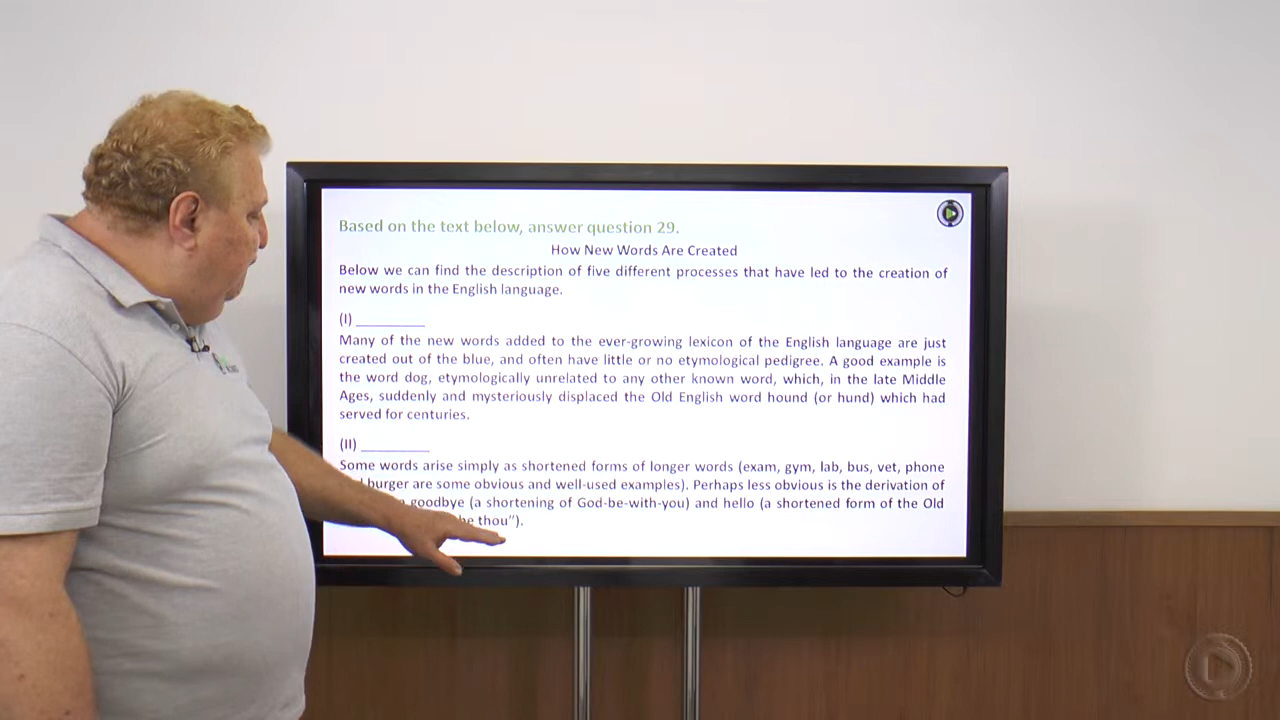 Based on the text below, answer question 29.
How New Words Are Created
Below we can find the description of five different processes that have led to the creation of
new words in the English language.
(I) ________
Many of the new words added to the ever-growing lexicon of the English language are just
created out of the blue, and often have little or no etymological pedigree. A good example is
the word dog, etymologically unrelated to any other known word, which, in the late Middle
Ages, suddenly and mysteriously displaced the Old English word hound (or hund) which had
served for centuries.
(II) ________
Some words arise simply as shortened forms of longer words (exam, gym, lab, bus, vet, phone
burger are some obvious and well-used examples). Perhaps less obvious is the derivation of
goodbye (a shortening of God-be-with-you) and hello (a shortened form of the Old
be thou”).